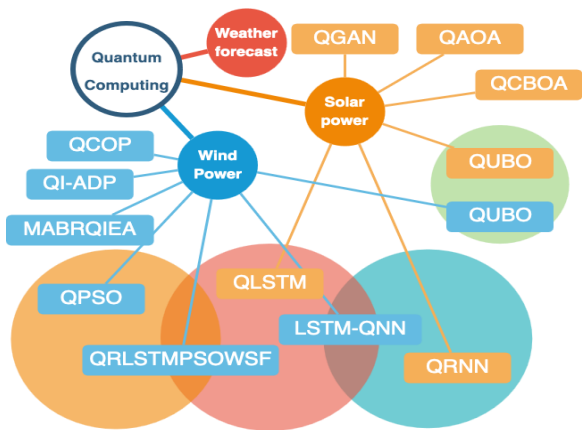 Quantum
Computing
Weather
forecast
QGAN
QAOA
QCBOA
Solar
power
QCOP
QI-ADP
MABRQIEA
Wind
Power
QUBO
QUBO
QPSO
QLSTM
LSTM-QNN
QRLSTMPSOWSF
QRNN